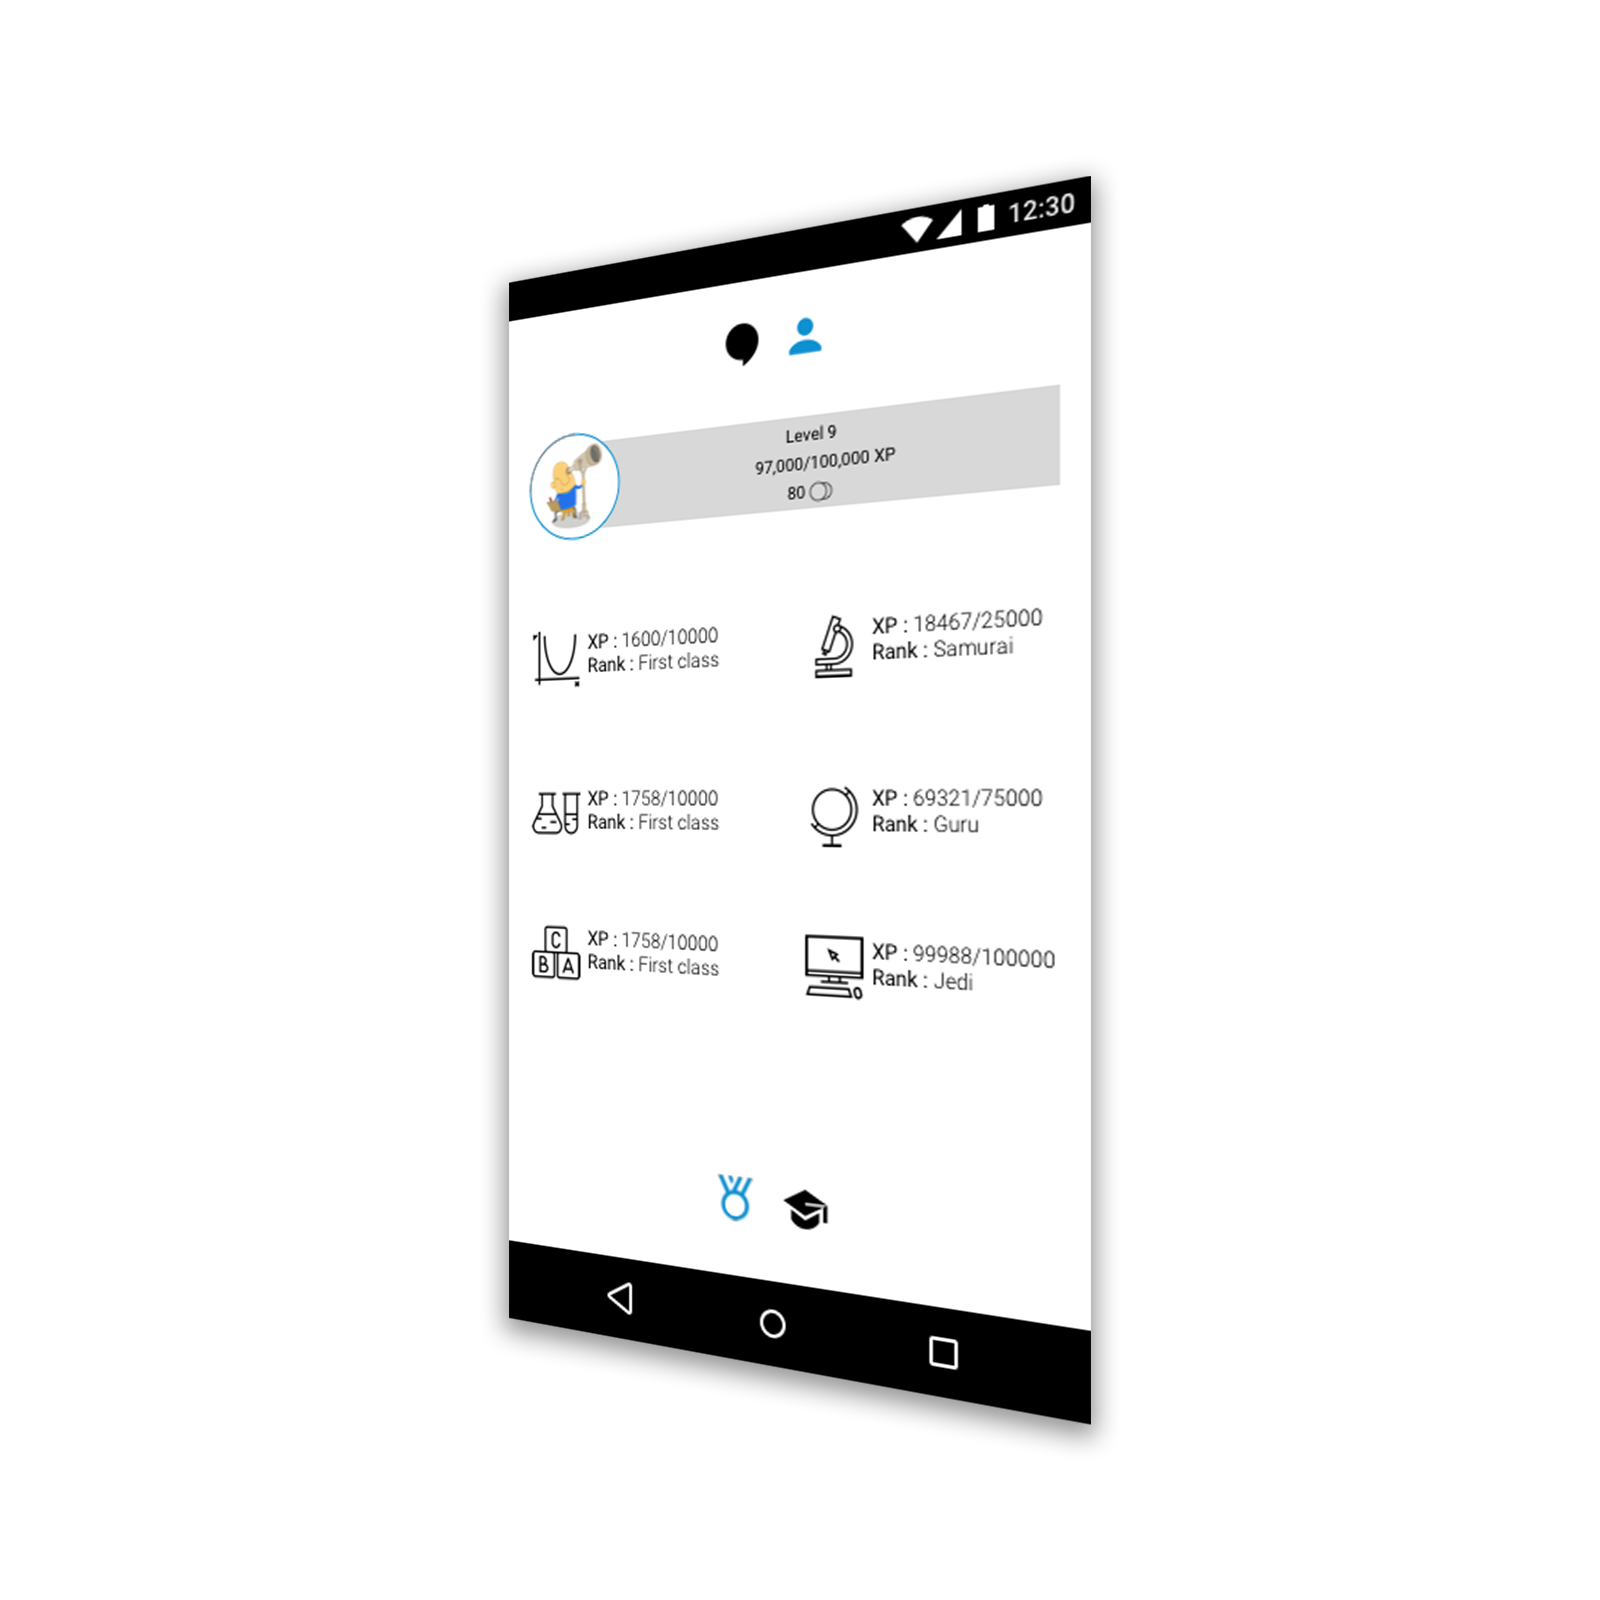 12:30
Level 9
97,000/100,000 XP
80
XP : 1600/10000
Rank : First class
XP : 18467/25000
Rank : Samurai
XP : 1758/10000
Rank : First class
XP : 69321/75000
Rank : Guru
C
B A
XP : 1758/10000
Rank : First class
XP : 99988/100000
Rank : Jedi